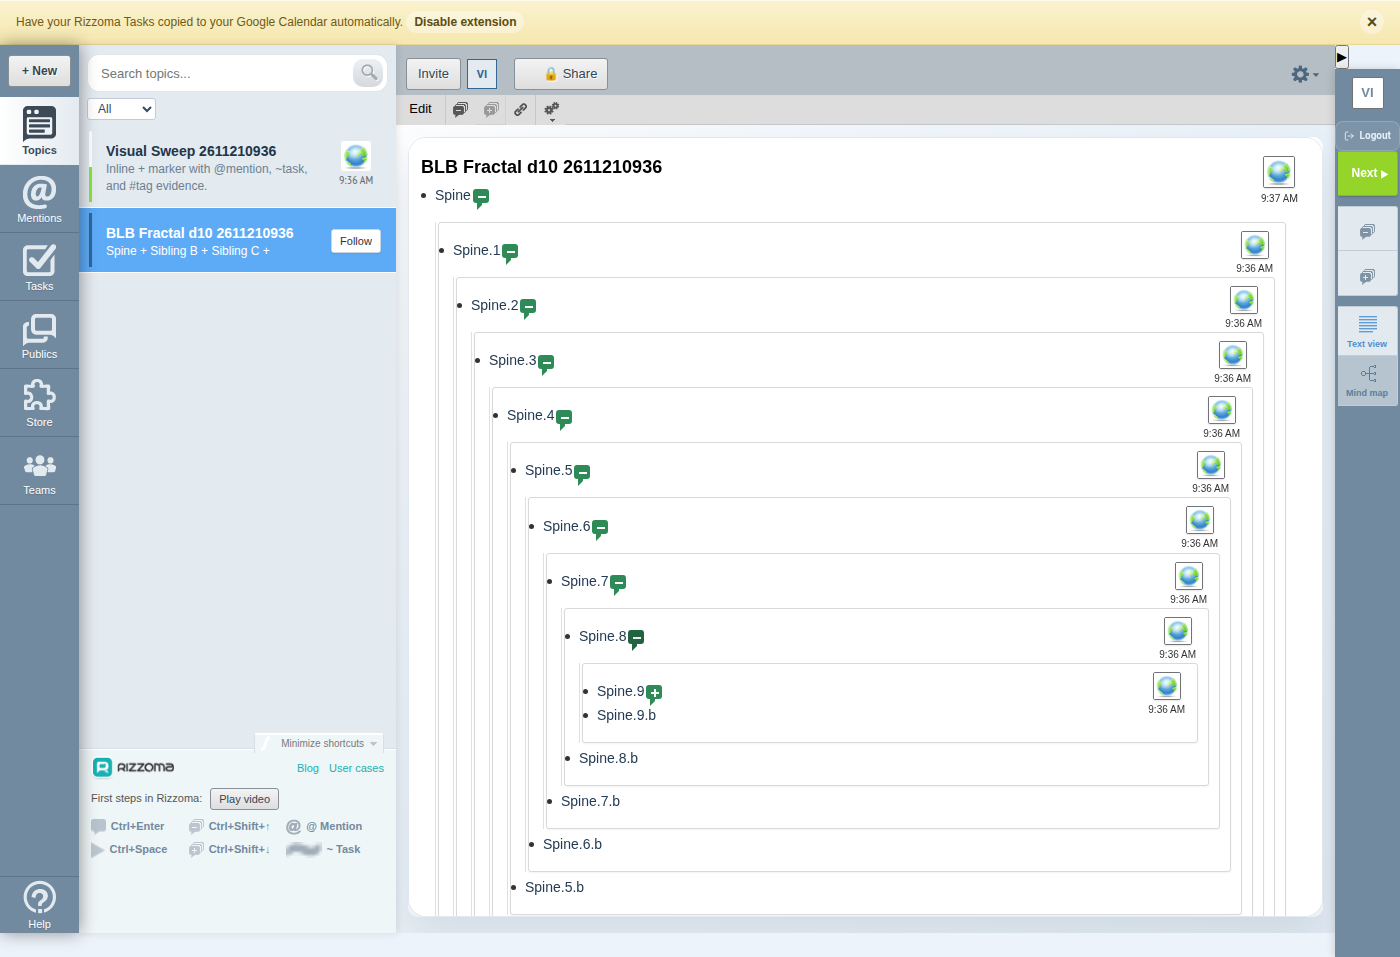 Have your Rizzoma Tasks copied to your Google Calendar automatically. Disable extension ×
+ New
Topics
Mentions
Tasks
Publics
Store
Teams
Help
Search topics...
All
Visual Sweep 2611210936
Inline + marker with @mention, ~task,
and #tag evidence.
9:36 AM
BLB Fractal d10 2611210936
Spine + Sibling B + Sibling C +
Follow
Minimize shortcuts
RIZZOMA
Blog User cases
First steps in Rizzoma: Play video
Ctrl+Enter Ctrl+Shift+↑ @ Mention
Ctrl+Space Ctrl+Shift+↓ ~ Task
Invite VI Share
Edit
BLB Fractal d10 2611210936
Spine
9:37 AM
Spine.1
9:36 AM
Spine.2
9:36 AM
Spine.3
9:36 AM
Spine.4
9:36 AM
Spine.5
9:36 AM
Spine.6
9:36 AM
Spine.7
9:36 AM
Spine.8
9:36 AM
Spine.9
Spine.9.b
9:36 AM
Spine.8.b
Spine.7.b
Spine.6.b
Spine.5.b
VI
Logout
Next
Text view
Mind map